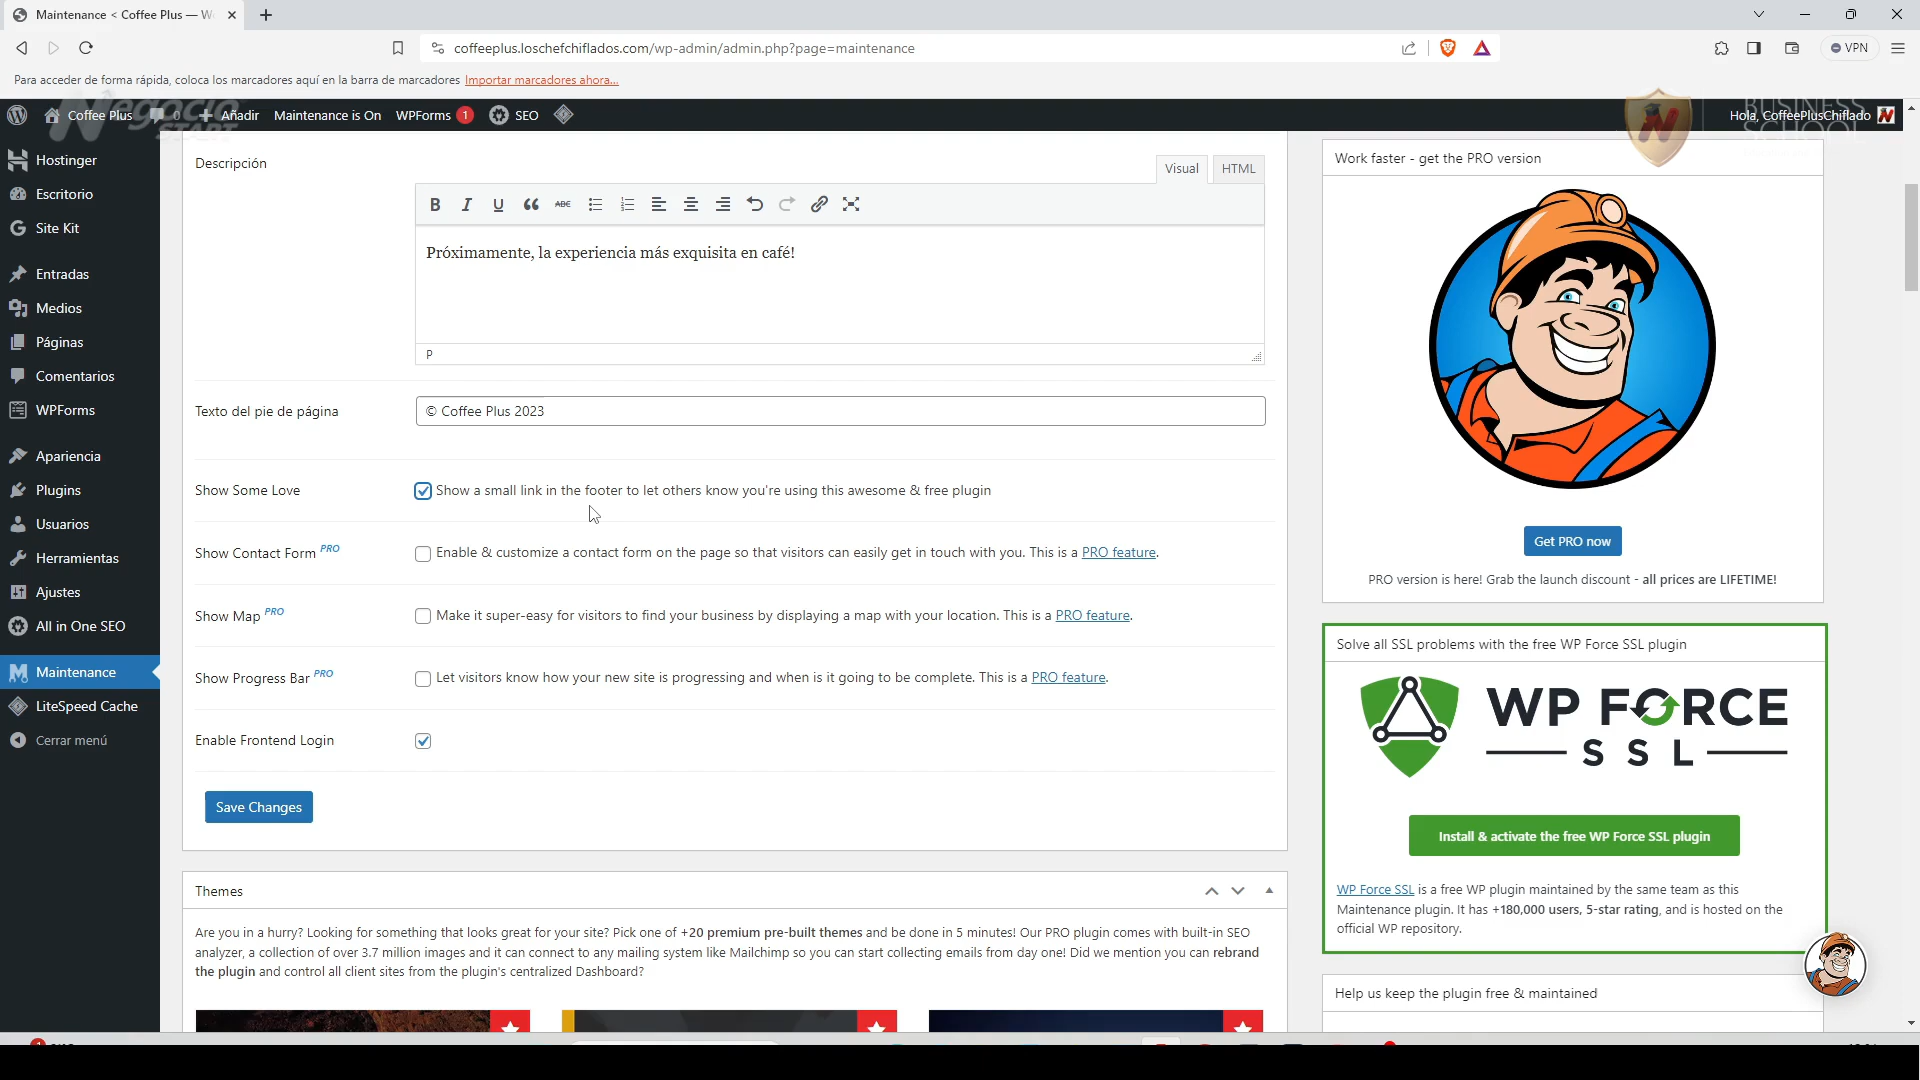 Maintenance < Coffee Plus — W
coffeeplus.loschefchiflados.com/wp-admin/admin.php?page=maintenance
VPN
Para acceder de forma rápida, coloca los marcadores aquí en la barra de marcadores Importar marcadores ahora...
Coffee Plus 0 Añadir Maintenance is On WPForms 1 SEO
Hola, CoffeePlusChiflado
Negocio
START
BUSINESS
SCHOOL
Hostinger
Escritorio
Site Kit
Entradas
Medios
Páginas
Comentarios
WPForms
Apariencia
Plugins
Usuarios
Herramientas
Ajustes
All in One SEO
Maintenance
LiteSpeed Cache
Cerrar menú
Descripción
Visual HTML
Próximamente, la experiencia más exquisita en café!
P
Texto del pie de página
© Coffee Plus 2023
Show Some Love
Show a small link in the footer to let others know you're using this awesome & free plugin
Show Contact Form PRO
Enable & customize a contact form on the page so that visitors can easily get in touch with you. This is a PRO feature.
Show Map PRO
Make it super-easy for visitors to find your business by displaying a map with your location. This is a PRO feature.
Show Progress Bar PRO
Let visitors know how your new site is progressing and when is it going to be complete. This is a PRO feature.
Enable Frontend Login
Save Changes
Themes
Are you in a hurry? Looking for something that looks great for your site? Pick one of +20 premium pre-built themes and be done in 5 minutes! Our PRO plugin comes with built-in SEO
analyzer, a collection of over 3.7 million images and it can connect to any mailing system like Mailchimp so you can start collecting emails from day one! Did we mention you can rebrand
the plugin and control all client sites from the plugin's centralized Dashboard?
Work faster - get the PRO version
Get PRO now
PRO version is here! Grab the launch discount - all prices are LIFETIME!
Solve all SSL problems with the free WP Force SSL plugin
WP FORCE
SSL
Install & activate the free WP Force SSL plugin
WP Force SSL is a free WP plugin maintained by the same team as this
Maintenance plugin. It has +180,000 users, 5-star rating, and is hosted on the
official WP repository.
Help us keep the plugin free & maintained